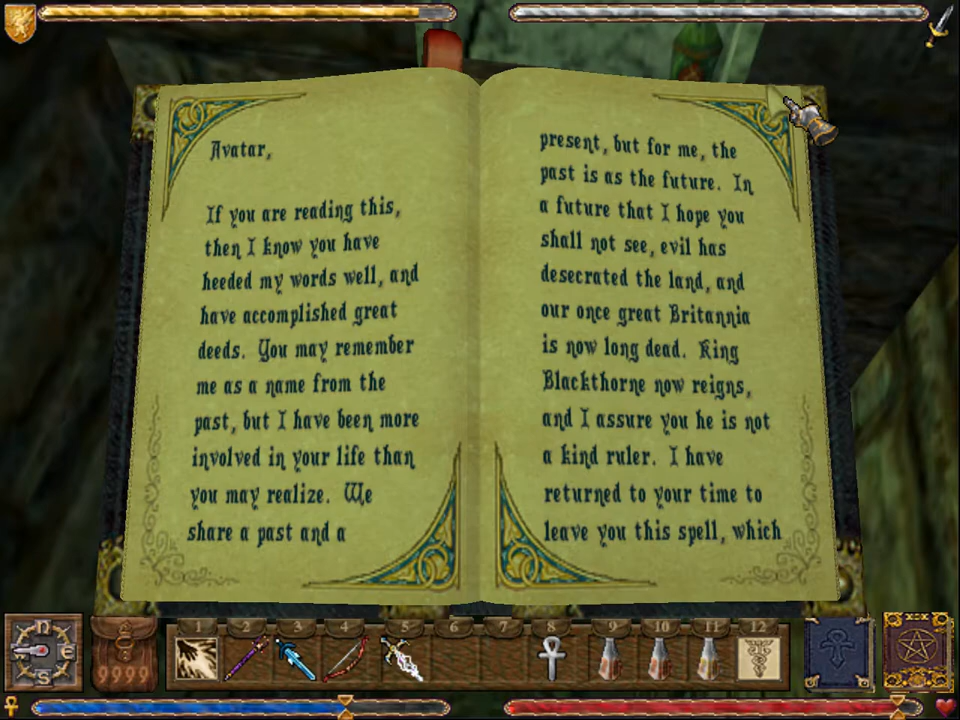 Avatar,
If you are reading this,
then I know you have
heeded my words well, and
have accomplished great
deeds. You may remember
me as a name from the
past, but I have been more
involved in your life than
you may realize. We
share a past and a
present, but for me, the
past is as the future. In
a future that I hope you
shall not see, evil has
desecrated the land, and
our once great Britannia
is now long dead. King
Blackthorne now reigns,
and I assure you he is not
a kind ruler. I have
returned to your time to
leave you this spell, which
n
e
s
9999
1 2 3 4 5 6 7 8 9 10 11 12